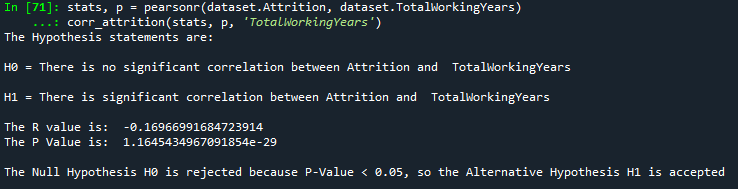 In [71]: stats, p = pearsonr(dataset.Attrition, dataset.TotalWorkingYears)
...: corr_attrition(stats, p, 'TotalWorkingYears')
The Hypothesis statements are:
H0 = There is no significant correlation between Attrition and  TotalWorkingYears
H1 = There is significant correlation between Attrition and  TotalWorkingYears
The R value is:  -0.16966991684723914
The P Value is:  1.1645434967091854e-29
The Null Hypothesis H0 is rejected because P-Value < 0.05, so the Alternative Hypothesis H1 is accepted